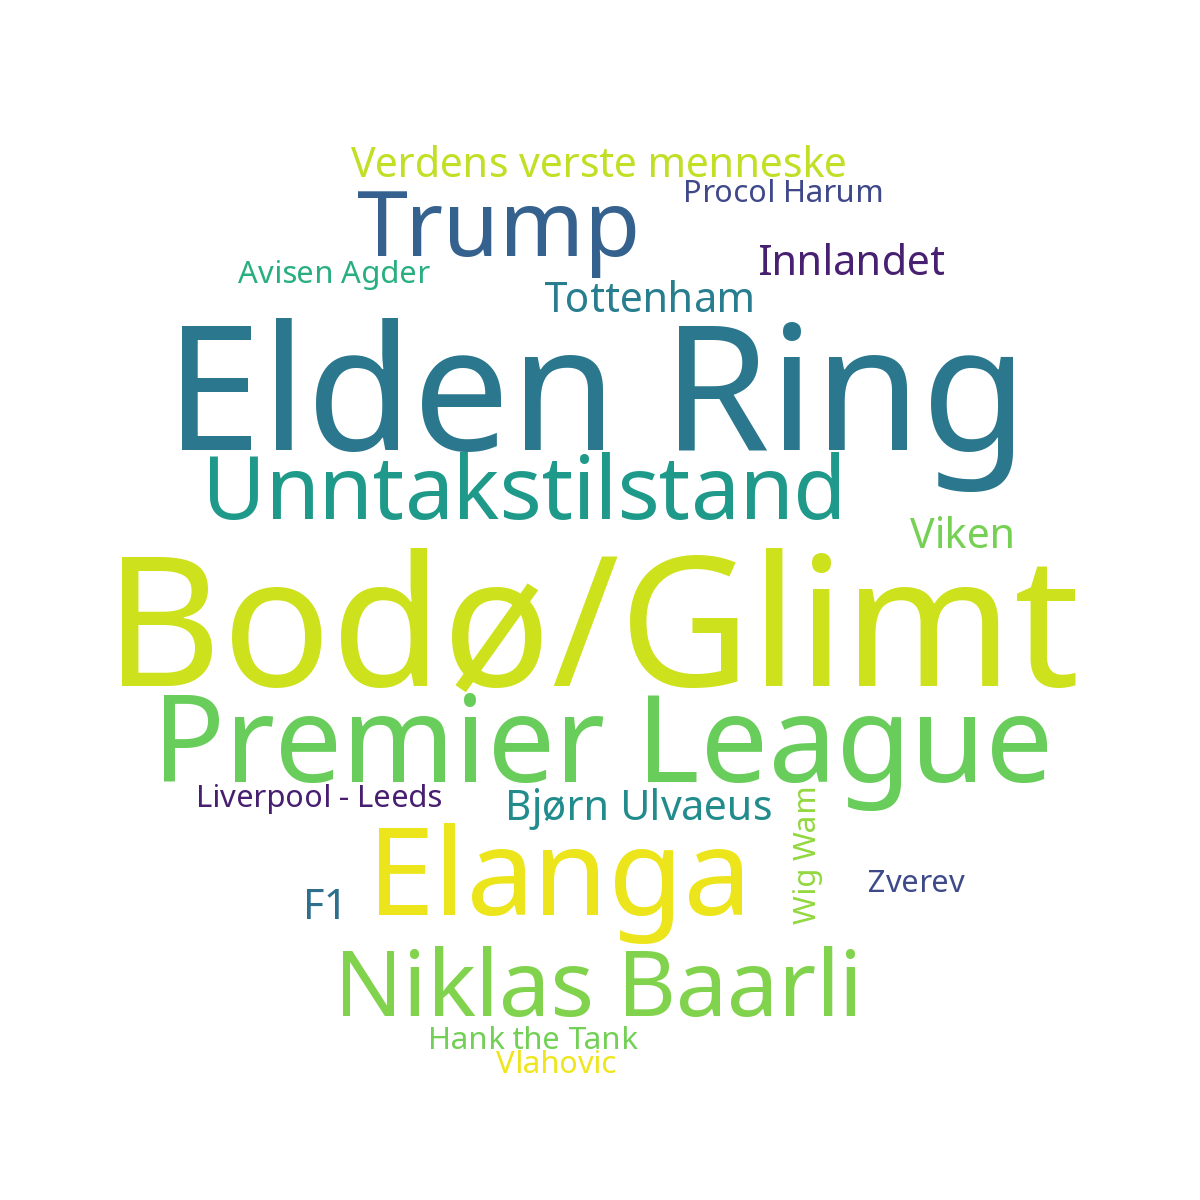 Verdens verste menneske
Procol Harum
Trump
Innlandet
Avisen Agder
Tottenham
Elden Ring
Unntakstilstand
Viken
Bodø/Glimt
Premier League
Liverpool - Leeds
Bjørn Ulvaeus
Wig Wam
Elanga
Zverev
F1
Niklas Baarli
Hank the Tank
Vlahovic